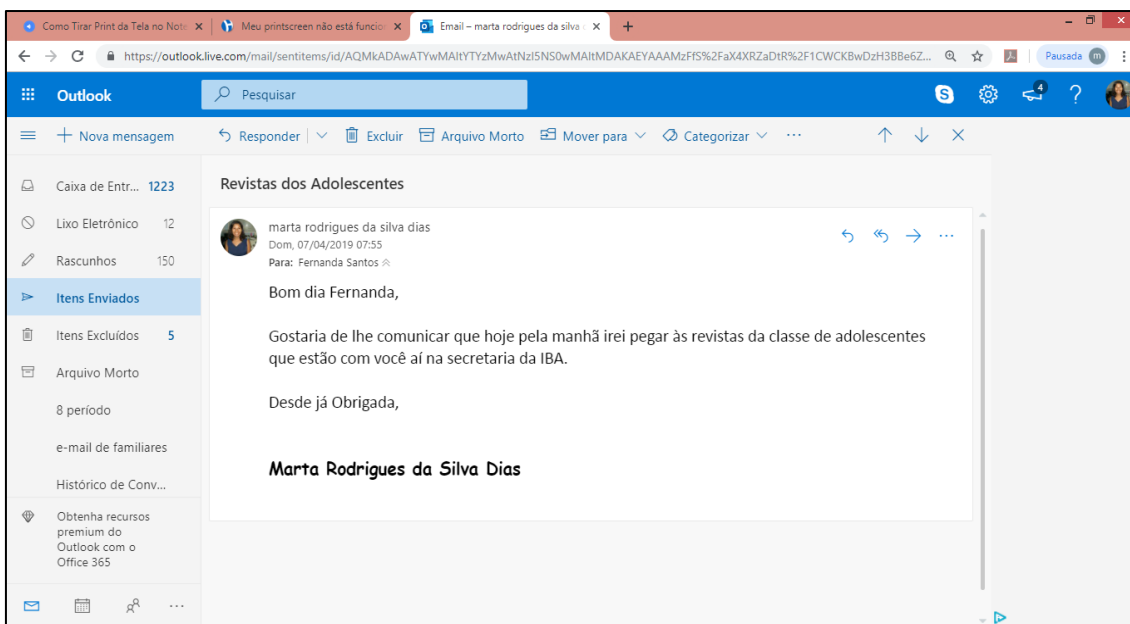 Como Tirar Print da Tela no Note
Meu printscreen não está funcio
Email – marta rodrigues da silva
https://outlook.live.com/mail/sentitems/id/AQMkADAwATYwMAItYTYzMwAtNzI5NS0wMAItMDAKAEYAAAMzFfS%2FaX4XRZaDtR%2F1CWCKBwDzH3BBe6Z...
Pausada m
Outlook
Pesquisar
S
4
?
Nova mensagem
Responder
Excluir
Arquivo Morto
Mover para
Categorizar
...
Caixa de Entr... 1223
Lixo Eletrônico 12
Rascunhos 150
Itens Enviados
Itens Excluídos 5
Arquivo Morto
8 período
e-mail de familiares
Histórico de Conv...
Obtenha recursos
premium do
Outlook com o
Office 365
...
Revistas dos Adolescentes
marta rodrigues da silva dias
Dom, 07/04/2019 07:55
Para: Fernanda Santos
...
Bom dia Fernanda,
Gostaria de lhe comunicar que hoje pela manhã irei pegar às revistas da classe de adolescentes
que estão com você aí na secretaria da IBA.
Desde já Obrigada,
Marta Rodrigues da Silva Dias